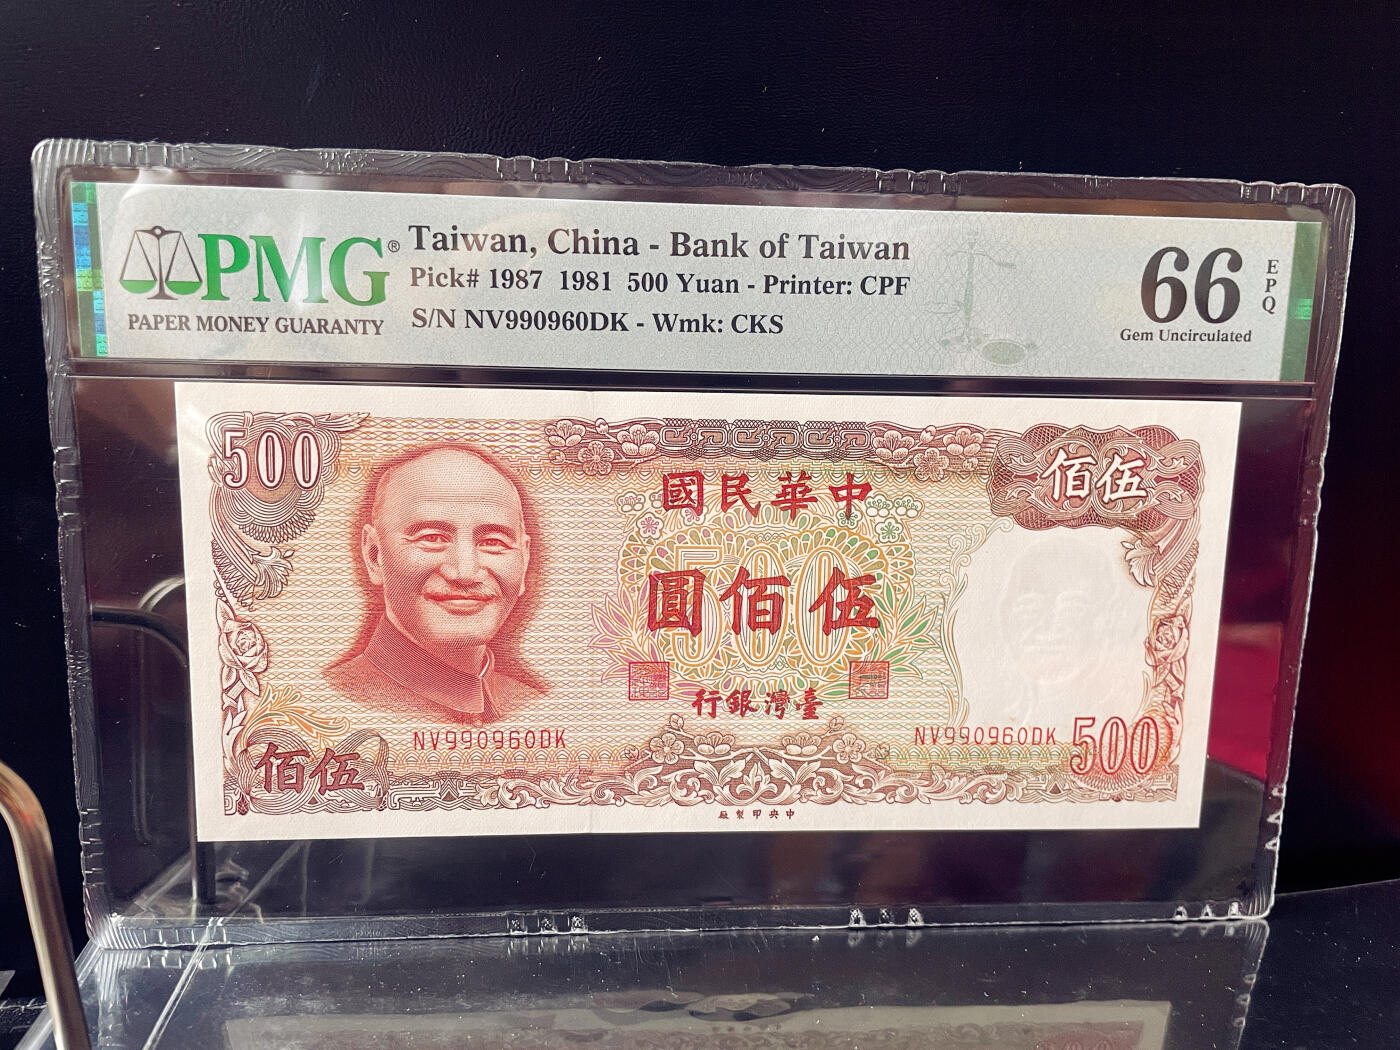 PMG®
PAPER MONEY GUARANTY
Taiwan, China - Bank of Taiwan
Pick# 1987 1981 500 Yuan - Printer: CPF
S/N NV990960DK - Wmk: CKS
66
EPQ
Gem Uncirculated
500
佰伍
國民華中
500
圓佰伍
行銀灣臺
NV990960DK
NV990960DK
佰伍
500
廠製印央中